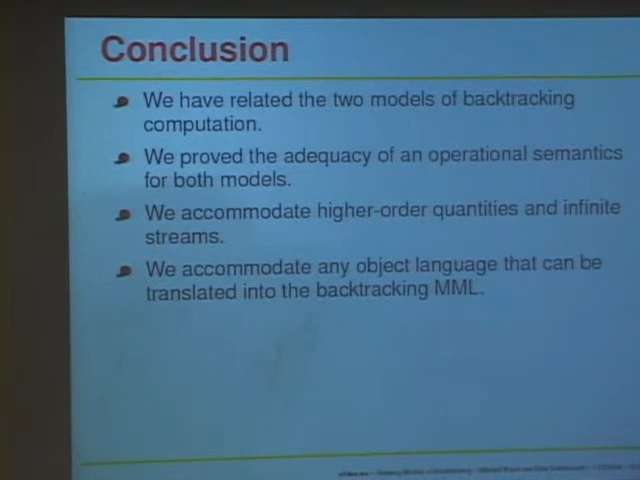 Conclusion
We have related the two models of backtracking
computation.
We proved the adequacy of an operational semantics
for both models.
We accommodate higher-order quantities and infinite
streams.
We accommodate any object language that can be
translated into the backtracking MML.